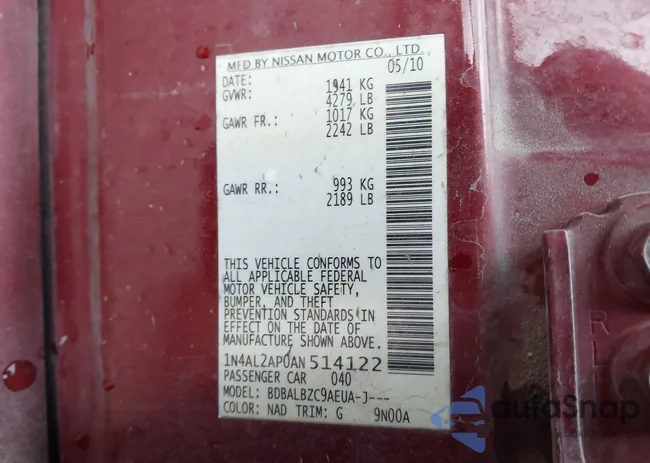 MFD BY NISSAN MOTOR CO., LTD.
DATE: 05/10
GVWR: 1941 KG
4279 LB
GAWR FR.: 1017 KG
2242 LB
GAWR RR.: 993 KG
2189 LB
THIS VEHICLE CONFORMS TO
ALL APPLICABLE FEDERAL
MOTOR VEHICLE SAFETY,
BUMPER, AND THEFT
PREVENTION STANDARDS IN
EFFECT ON THE DATE OF
MANUFACTURE SHOWN ABOVE.
1N4AL2AP0AN514122
PASSENGER CAR 040
MODEL: BDBALBZC9AEUA-J---
COLOR: NAD TRIM: G 9N00A
R L
autoSnap